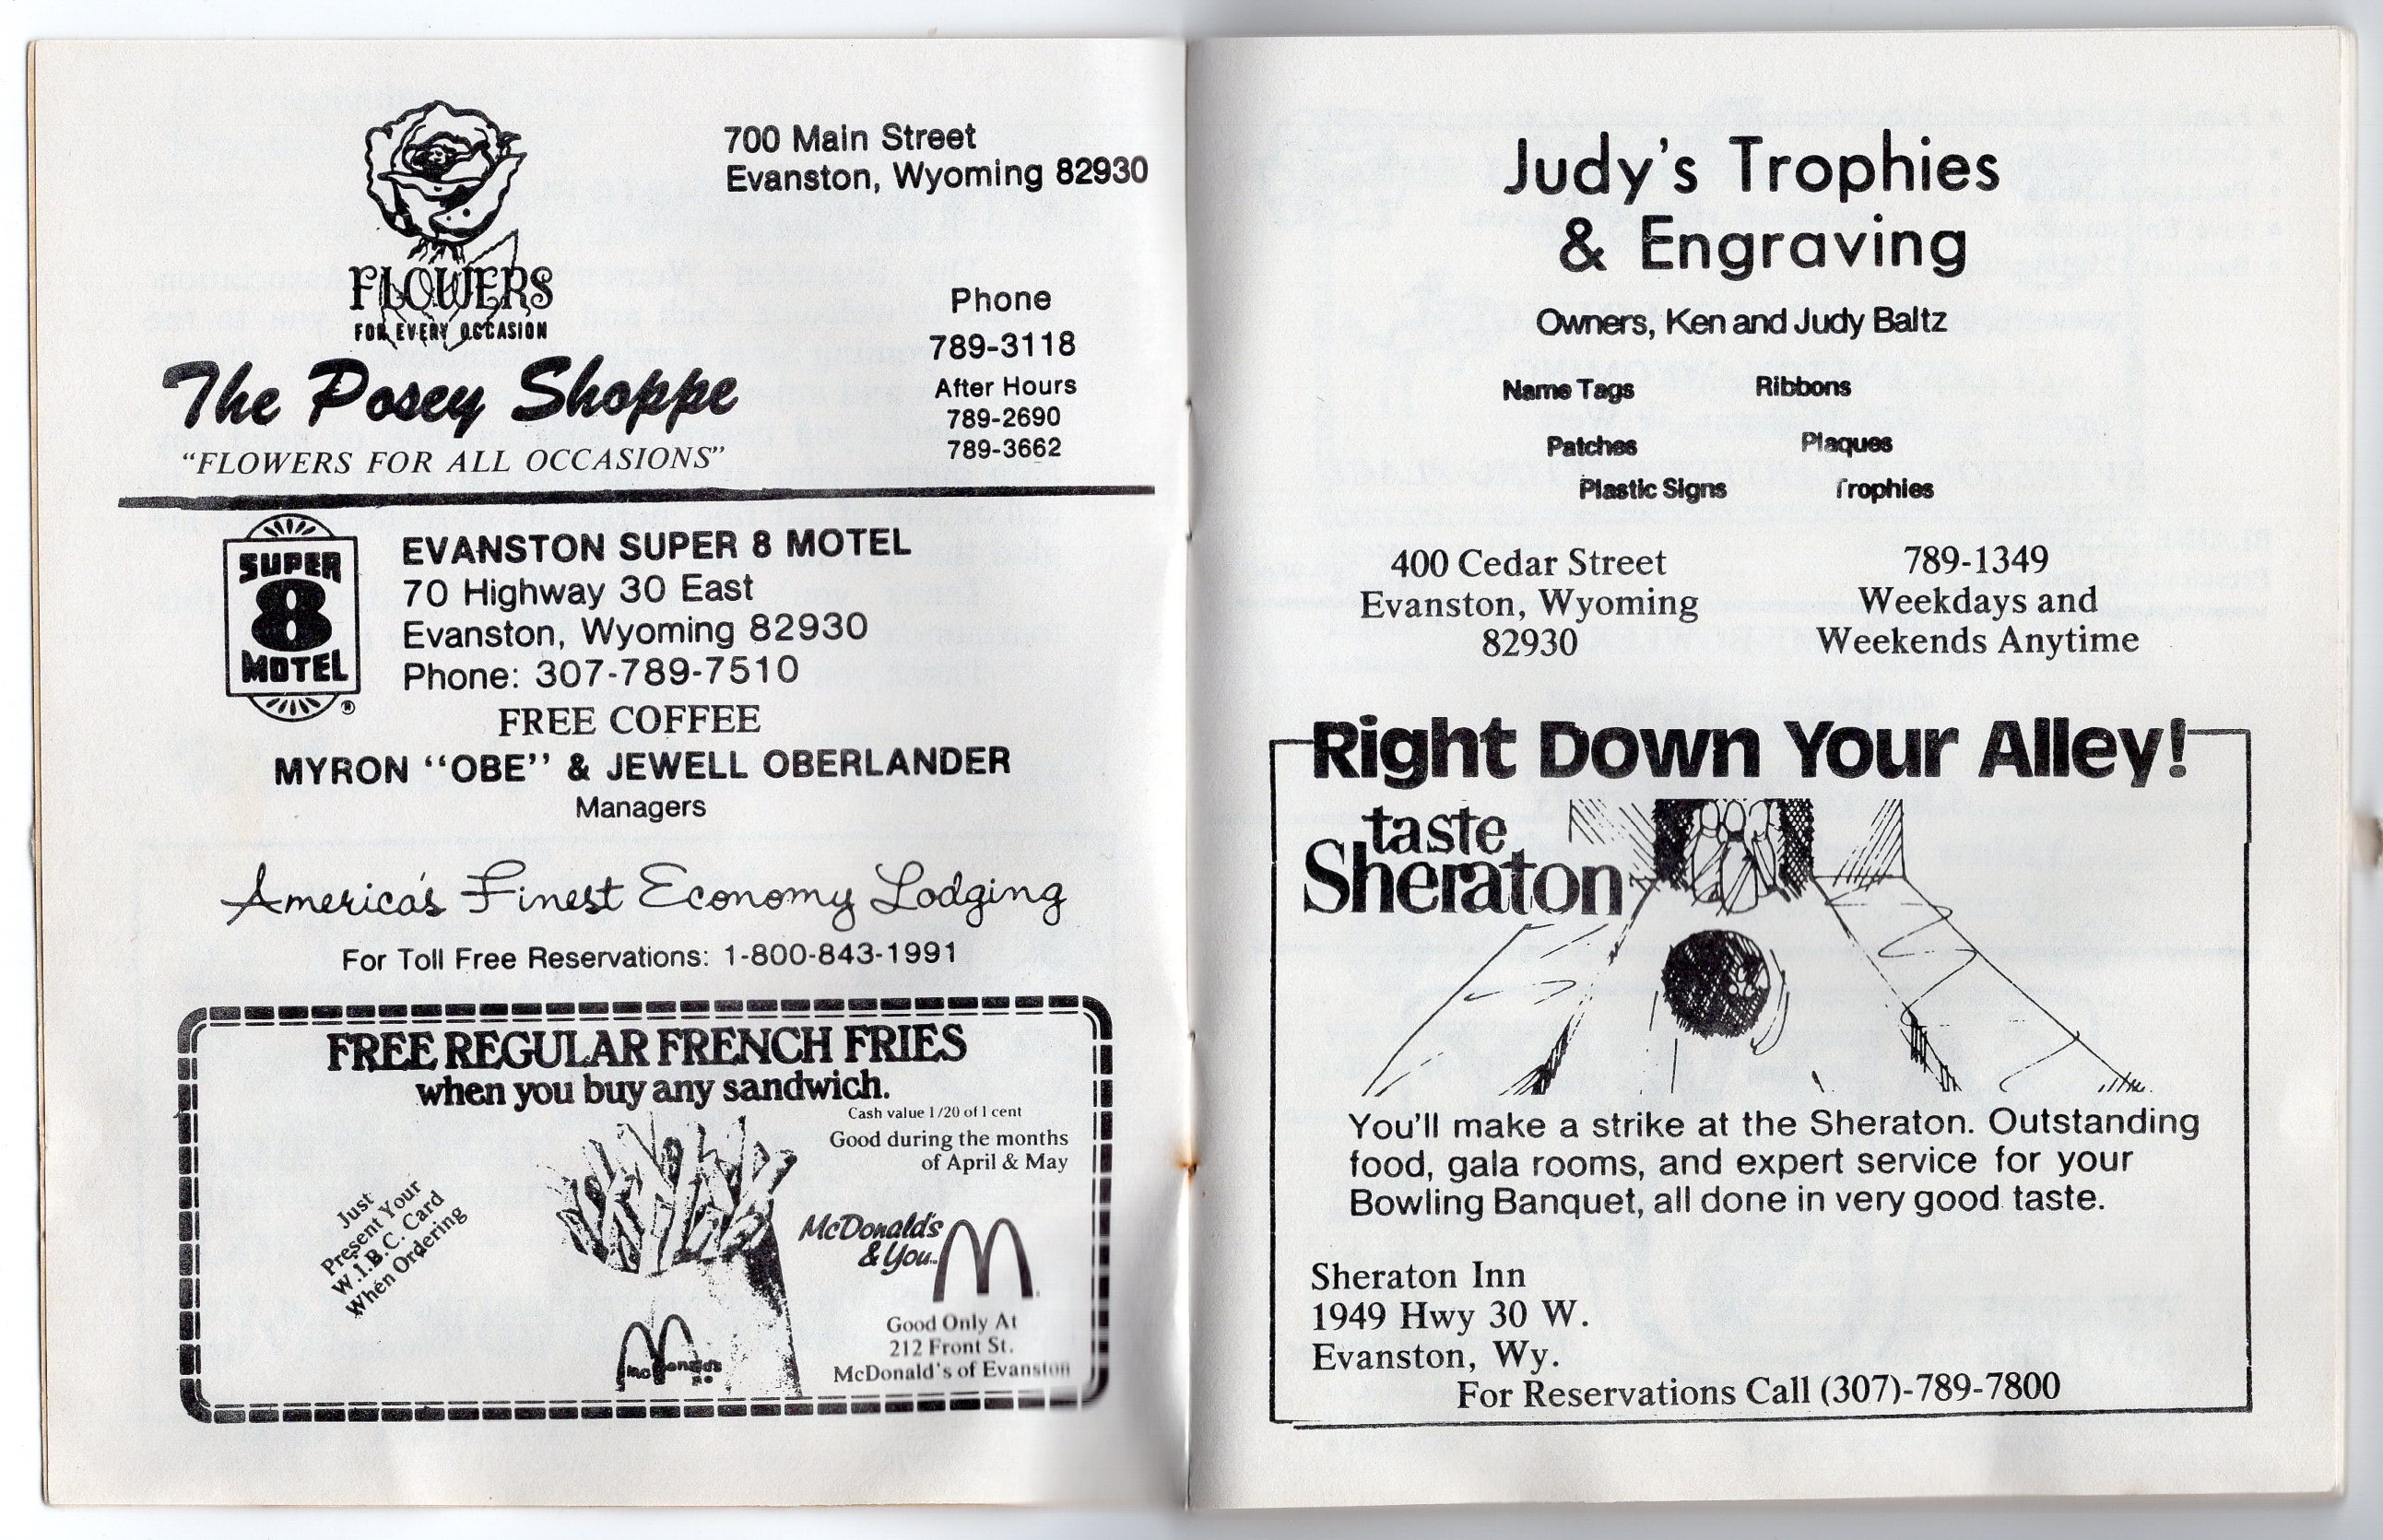 FLOWERS
FOR EVERY OCCASION
The Posey Shoppe
"FLOWERS FOR ALL OCCASIONS"
700 Main Street
Evanston, Wyoming 82930
Phone
789-3118
After Hours
789-2690
789-3662
SUPER
8
MOTEL
®
EVANSTON SUPER 8 MOTEL
70 Highway 30 East
Evanston, Wyoming 82930
Phone: 307-789-7510
FREE COFFEE
MYRON "OBE" & JEWELL OBERLANDER
Managers
America's Finest Economy Lodging
For Toll Free Reservations: 1-800-843-1991
FREE REGULAR FRENCH FRIES
when you buy any sandwich.
Cash value 1/20 of 1 cent
Good during the months
of April & May
Just
Present Your
W.I.B.C. Card
When Ordering
McDonald's
& You
McDonald's
Good Only At
212 Front St.
McDonald's of Evanston
Judy's Trophies
& Engraving
Owners, Ken and Judy Baltz
Name Tags Ribbons
Patches Plaques
Plastic Signs Trophies
400 Cedar Street
Evanston, Wyoming
82930
789-1349
Weekdays and
Weekends Anytime
Right Down Your Alley!
taste
Sheraton
You'll make a strike at the Sheraton. Outstanding
food, gala rooms, and expert service for your
Bowling Banquet, all done in very good taste.
Sheraton Inn
1949 Hwy 30 W.
Evanston, Wy.
For Reservations Call (307)-789-7800